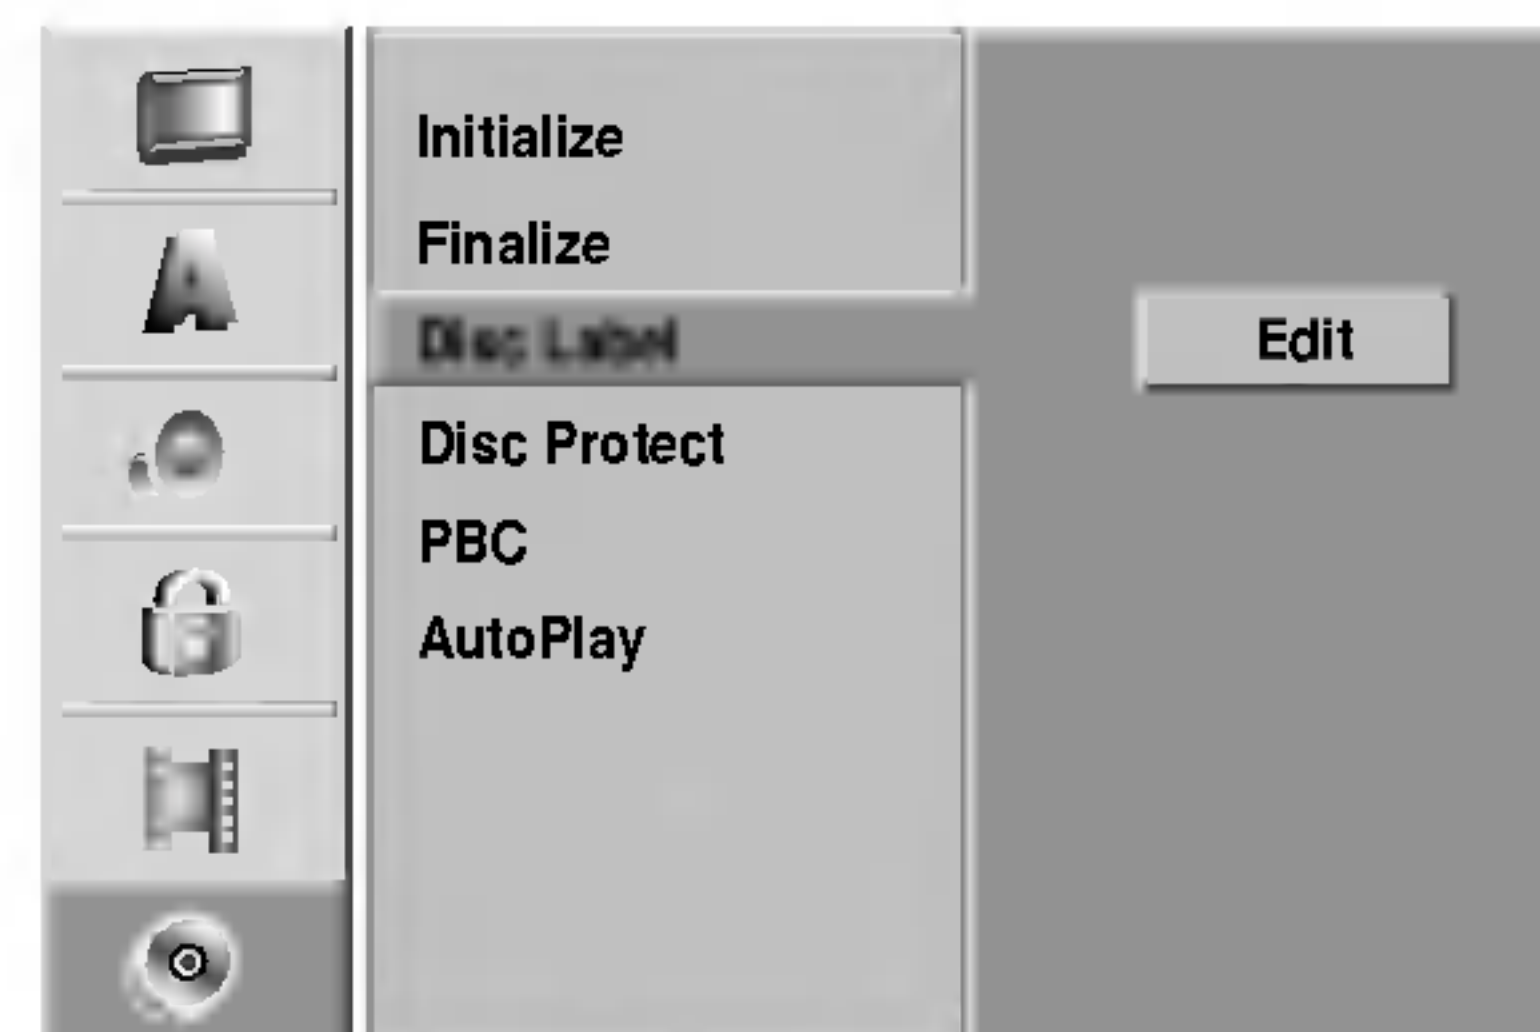 Initialize
Finalize
Disc Label
Edit
Disc Protect
PBC
AutoPlay